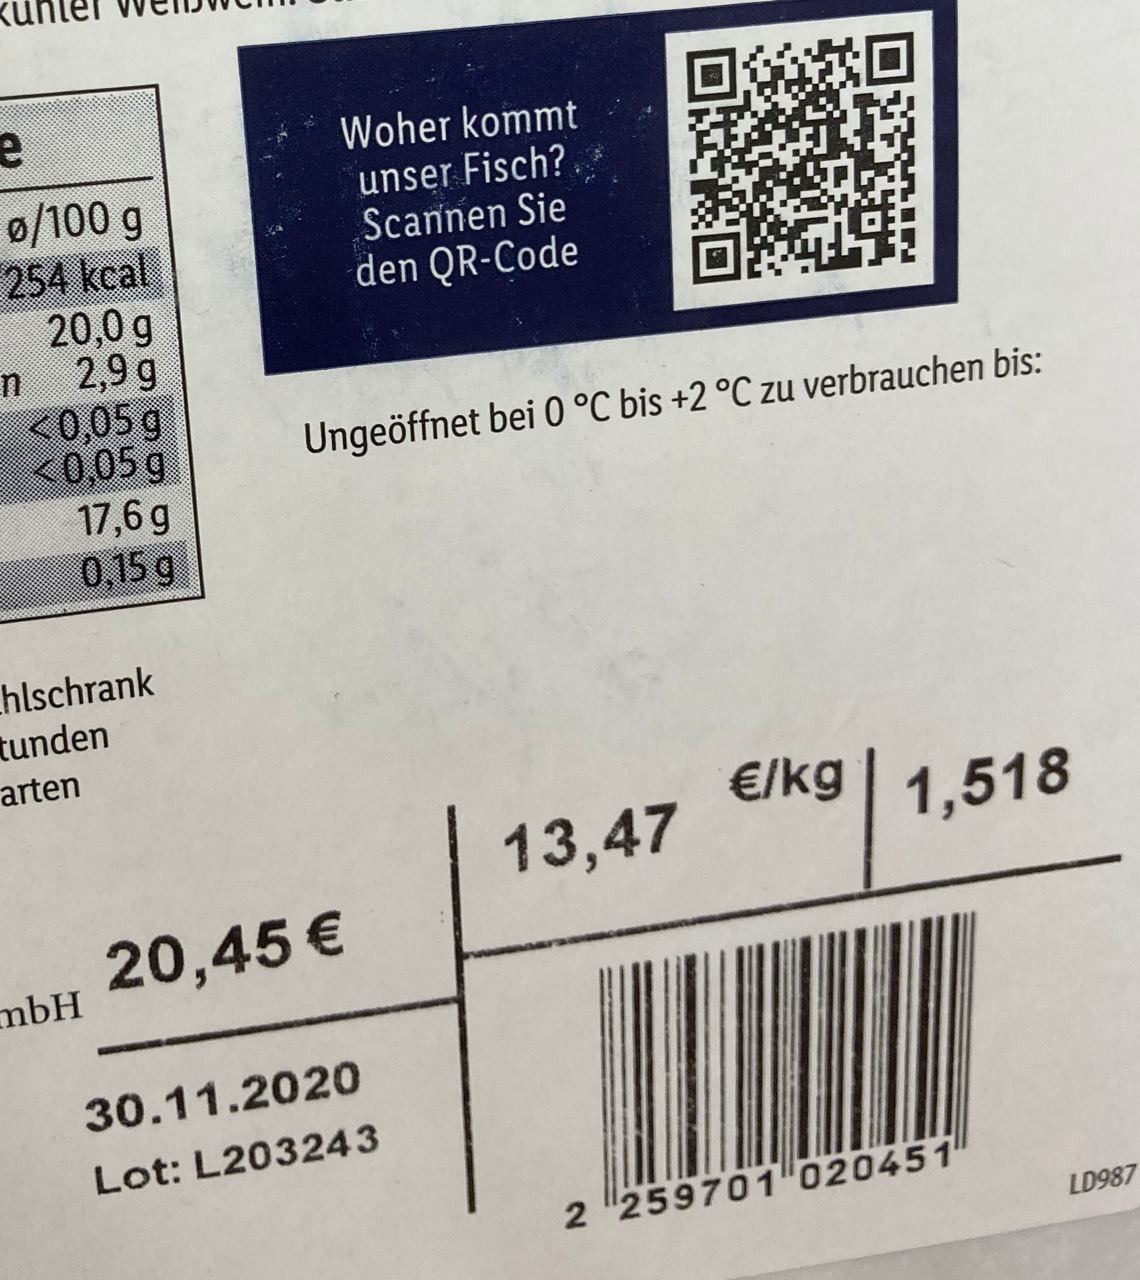 kühler
Woher kommt
unser Fisch?
Scannen Sie
den QR-Code
e
ø/100 g
254 kcal
20,0 g
n 2,9 g
<0,05 g
<0,05 g
17,6 g
0,15 g
Ungeöffnet bei 0 °C bis +2 °C zu verbrauchen bis:
hlschrank
tunden
arten
13,47 €/kg 1,518
20,45 €
mbH
30.11.2020
Lot: L203243
2 259701 020451
LD987